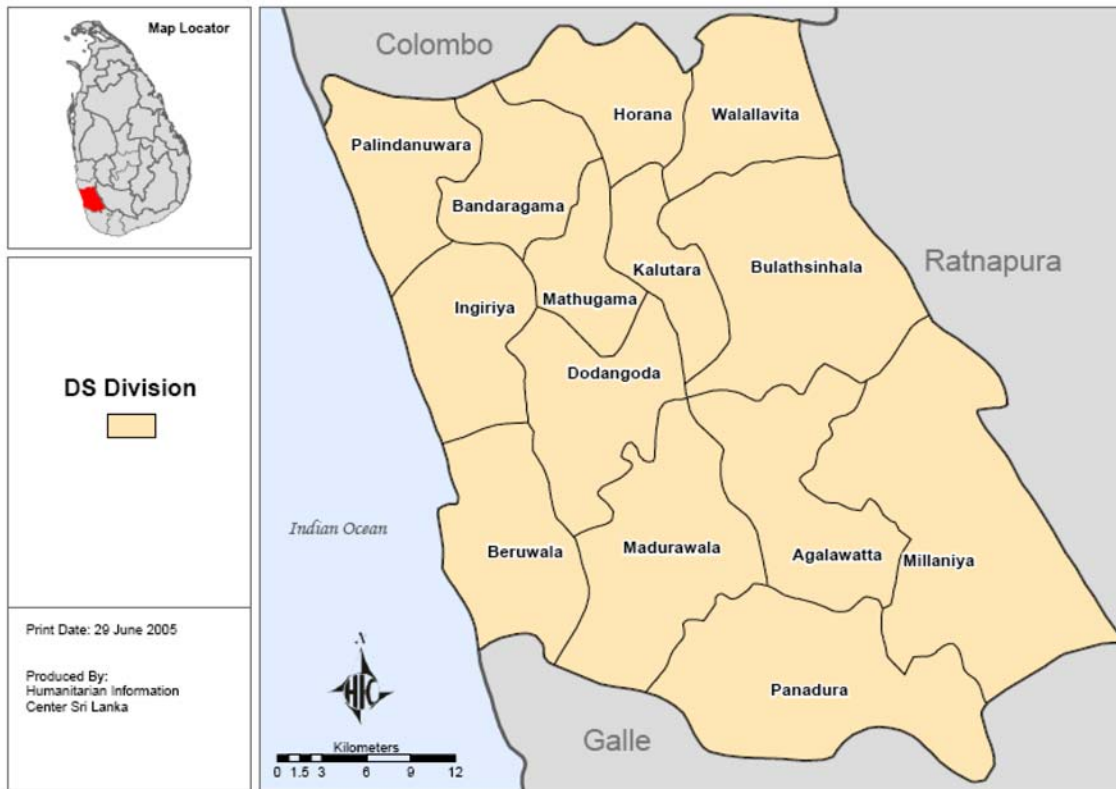 Map Locator
DS Division
Print Date: 29 June 2005
Produced By:
Humanitarian Information
Center Sri Lanka
Colombo
Horana
Walallavita
Palindanuwara
Bandaragama
Kalutara
Bulathsinhala
Ratnapura
Ingiriya
Mathugama
Dodangoda
Indian Ocean
Beruwala
Madurawala
Agalawatta
Millaniya
Panadura
Galle
N
HIC
Kilometers
0 1.5 3 6 9 12